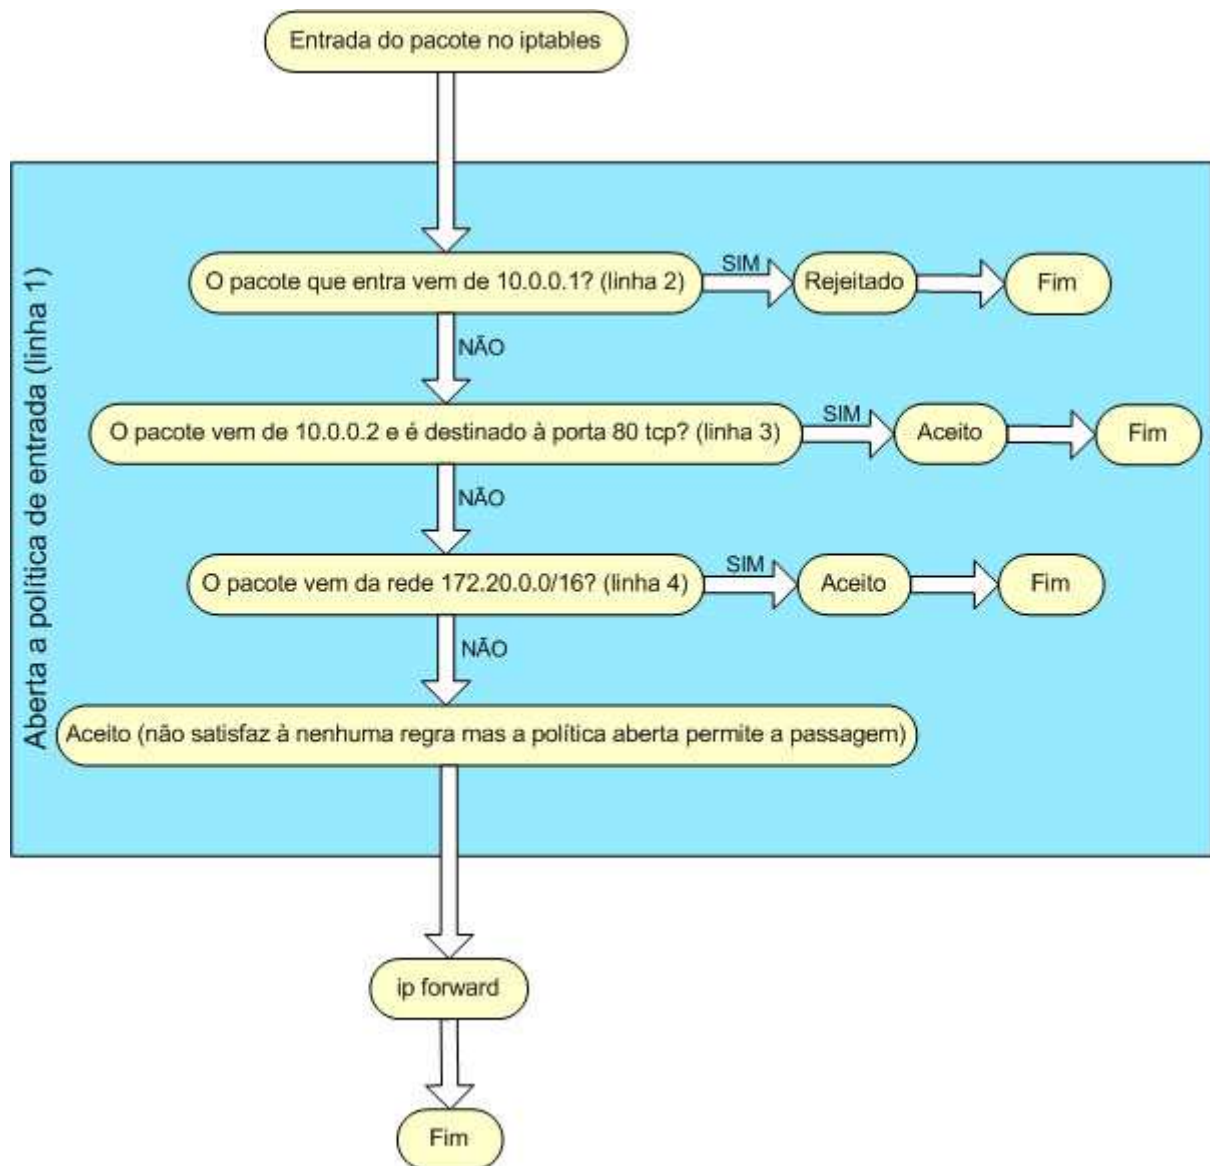 Entrada do pacote no iptables
Aberta a política de entrada (linha 1)
O pacote que entra vem de 10.0.0.1? (linha 2)
SIM
Rejeitado
Fim
NÃO
O pacote vem de 10.0.0.2 e é destinado à porta 80 tcp? (linha 3)
SIM
Aceito
Fim
NÃO
O pacote vem da rede 172.20.0.0/16? (linha 4)
SIM
Aceito
Fim
NÃO
Aceito (não satisfaz à nenhuma regra mas a política aberta permite a passagem)
ip forward
Fim